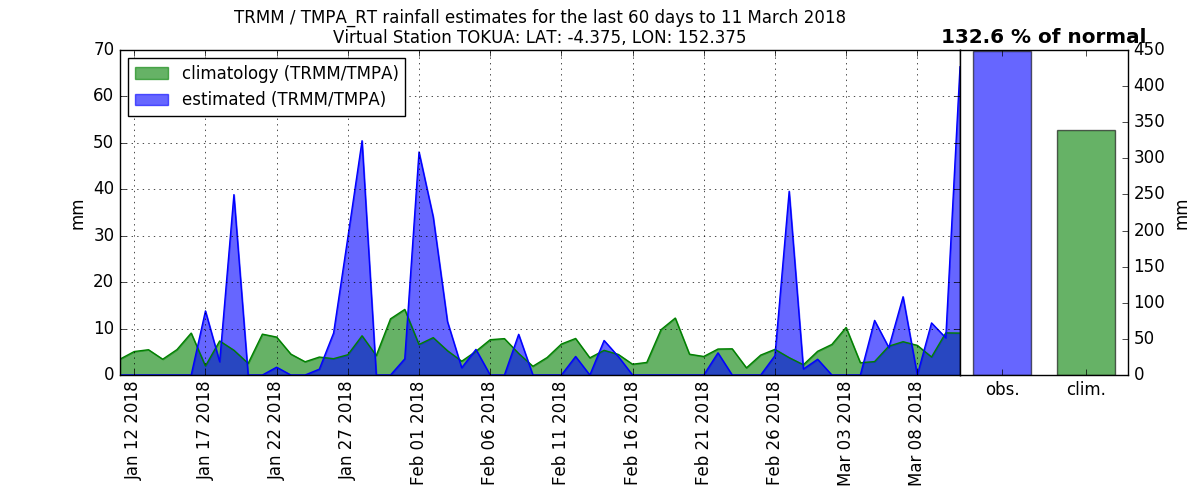 TRMM / TMPA_RT rainfall estimates for the last 60 days to 11 March 2018
Virtual Station TOKUA: LAT: -4.375, LON: 152.375
132.6 % of normal
climatology (TRMM/TMPA)
estimated (TRMM/TMPA)
70
60
50
40
30
20
10
0
mm
450
400
350
300
250
200
150
100
50
0
mm
Jan 12 2018
Jan 17 2018
Jan 22 2018
Jan 27 2018
Feb 01 2018
Feb 06 2018
Feb 11 2018
Feb 16 2018
Feb 21 2018
Feb 26 2018
Mar 03 2018
Mar 08 2018
obs.
clim.